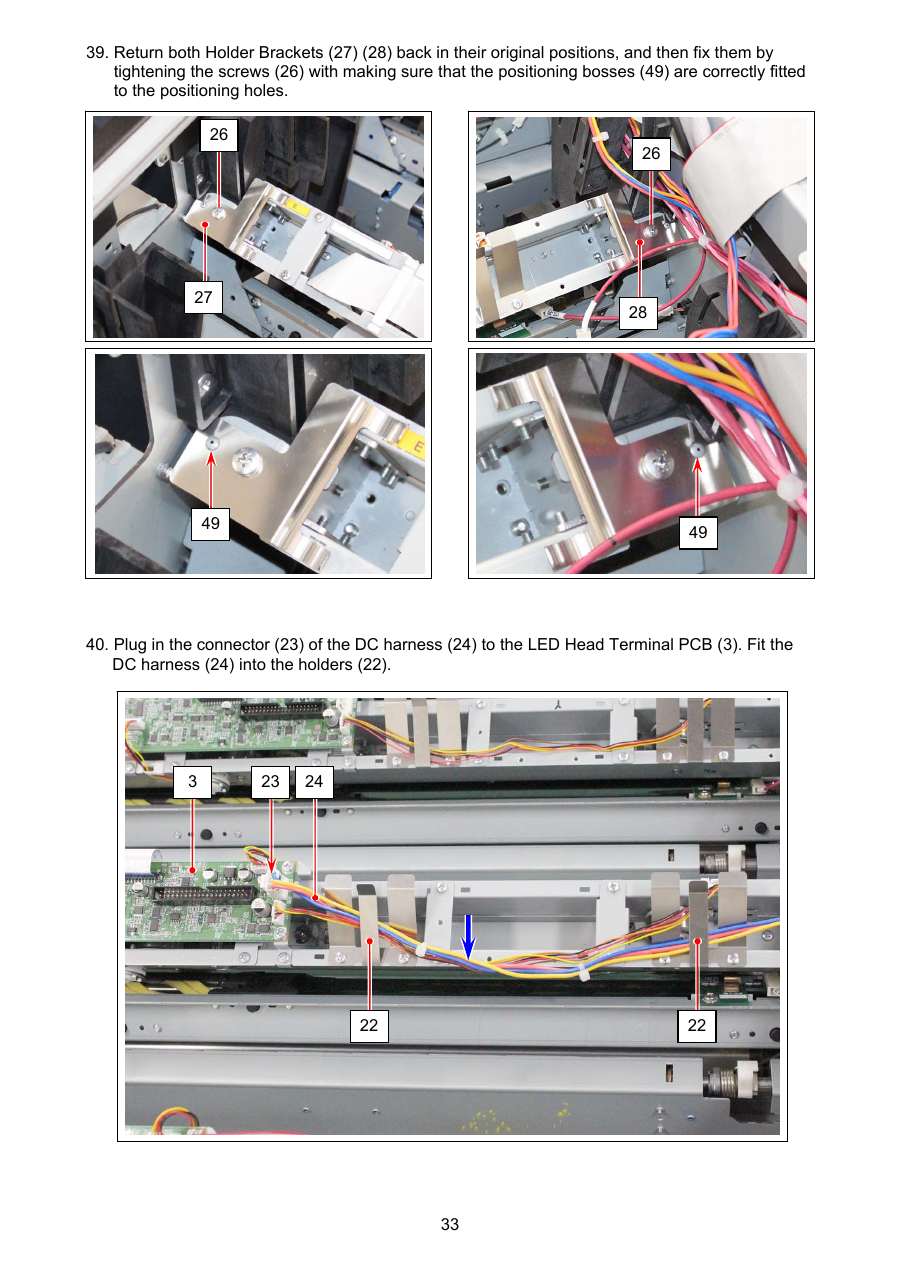 39. Return both Holder Brackets (27) (28) back in their original positions, and then fix them by
tightening the screws (26) with making sure that the positioning bosses (49) are correctly fitted
to the positioning holes.
26
26
27
28
E
49
49
40. Plug in the connector (23) of the DC harness (24) to the LED Head Terminal PCB (3). Fit the
DC harness (24) into the holders (22).
3
23
24
22
22
33